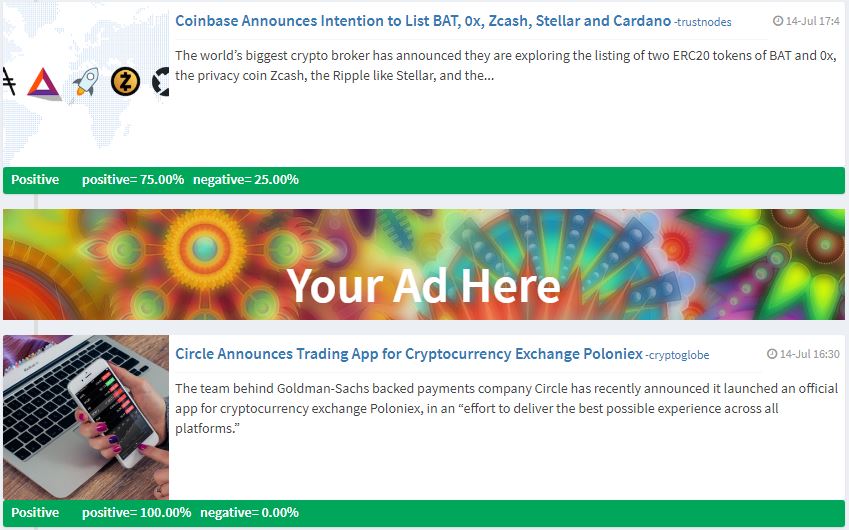 Coinbase Announces Intention to List BAT, 0x, Zcash, Stellar and Cardano -trustnodes 14-Jul 17:4
The world’s biggest crypto broker has announced they are exploring the listing of two ERC20 tokens of BAT and 0x,
the privacy coin Zcash, the Ripple like Stellar, and the...
Positive positive= 75.00% negative= 25.00%
Your Ad Here
Circle Announces Trading App for Cryptocurrency Exchange Poloniex -cryptoglobe 14-Jul 16:30
The team behind Goldman-Sachs backed payments company Circle has recently announced it launched an official
app for cryptocurrency exchange Poloniex, in an “effort to deliver the best possible experience across all
platforms.”
Positive positive= 100.00% negative= 0.00%